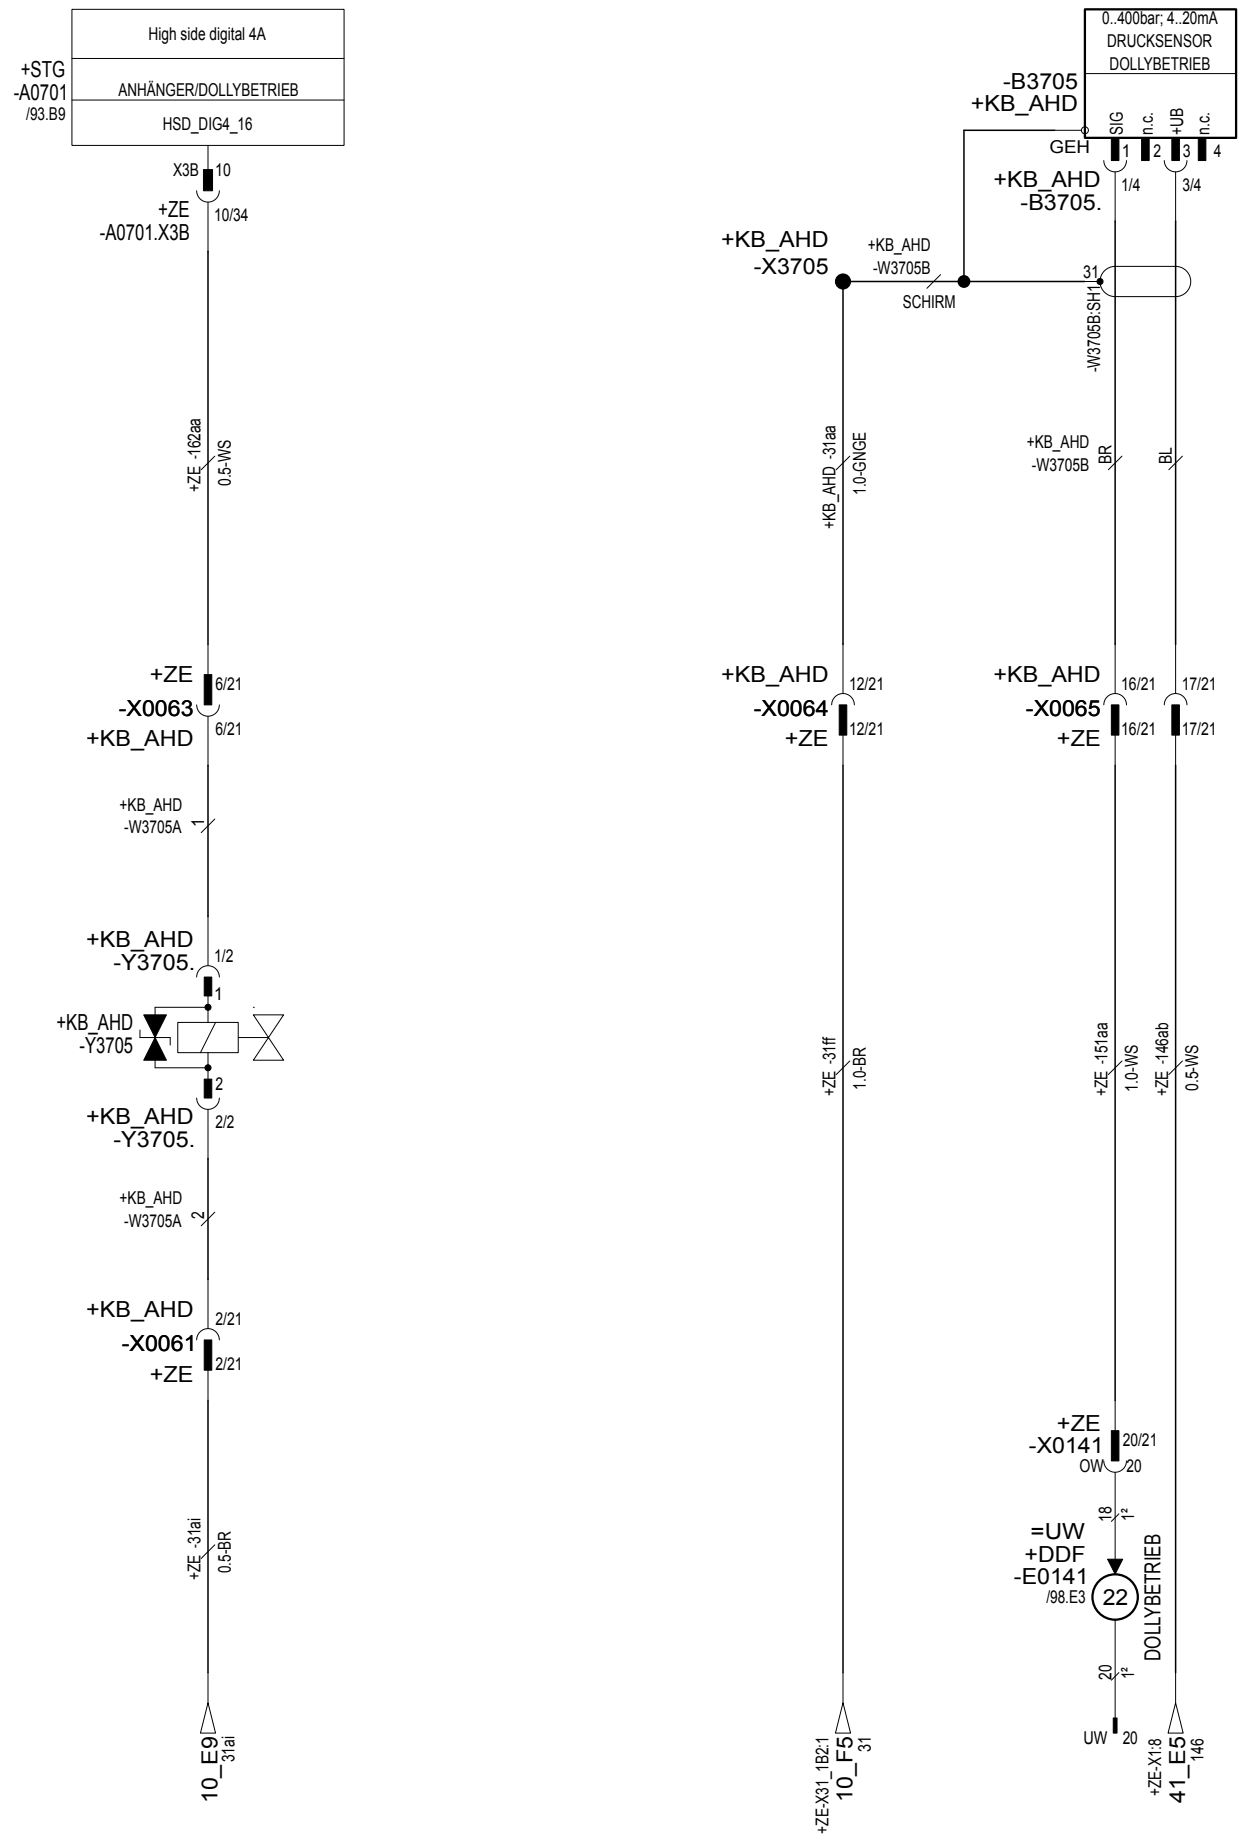 High side digital 4A
+STG
-A0701
/93.B9
ANHÄNGER/DOLLYBETRIEB
HSD_DIG4_16
X3B 10
+ZE 10/34
-A0701.X3B
+ZE -162aa
0.5-WS
+ZE 6/21
-X0063
+KB_AHD 6/21
+KB_AHD
-W3705A 1
+KB_AHD
-Y3705. 1/2
1
+KB_AHD
-Y3705
2
+KB_AHD 2/2
-Y3705.
+KB_AHD
-W3705A 2
+KB_AHD 2/21
-X0061
+ZE 2/21
+ZE -31ai
0.5-BR
10_E9
31ai
0..400bar; 4..20mA
DRUCKSENSOR
DOLLYBETRIEB
-B3705
+KB_AHD
SIG n.c. +UB n.c.
GEH 1 2 3 4
+KB_AHD 1/4 3/4
-B3705.
+KB_AHD
-X3705
+KB_AHD
-W3705B
SCHIRM
31
-W3705B:SH1
+KB_AHD -31aa
1.0-GNGE
+KB_AHD
-W3705B
BR
BL
+KB_AHD 12/21
-X0064
+ZE 12/21
+KB_AHD 16/21 17/21
-X0065
+ZE 16/21 17/21
+ZE -31ff
1.0-BR
+ZE -151aa
1.0-WS
+ZE -146ab
0.5-WS
+ZE
-X0141 20/21
OW 20
18
1²
=UW
+DDF
-E0141
/98.E3
22
DOLLYBETRIEB
20
1²
UW 20
+ZE-X31_1B2:1
10_F5
31
+ZE-X1:8
41_E5
146